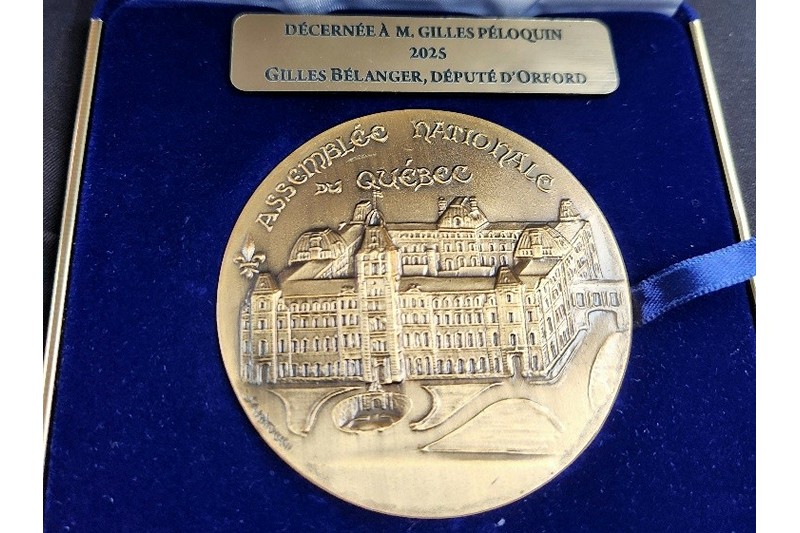 DÉCERNÉE À M. GILLES PÉLOQUIN
2025
GILLES BÉLANGER, DÉPUTÉ D'ORFORD
ASSEMBLÉE NATIONALE
DU QUÉBEC